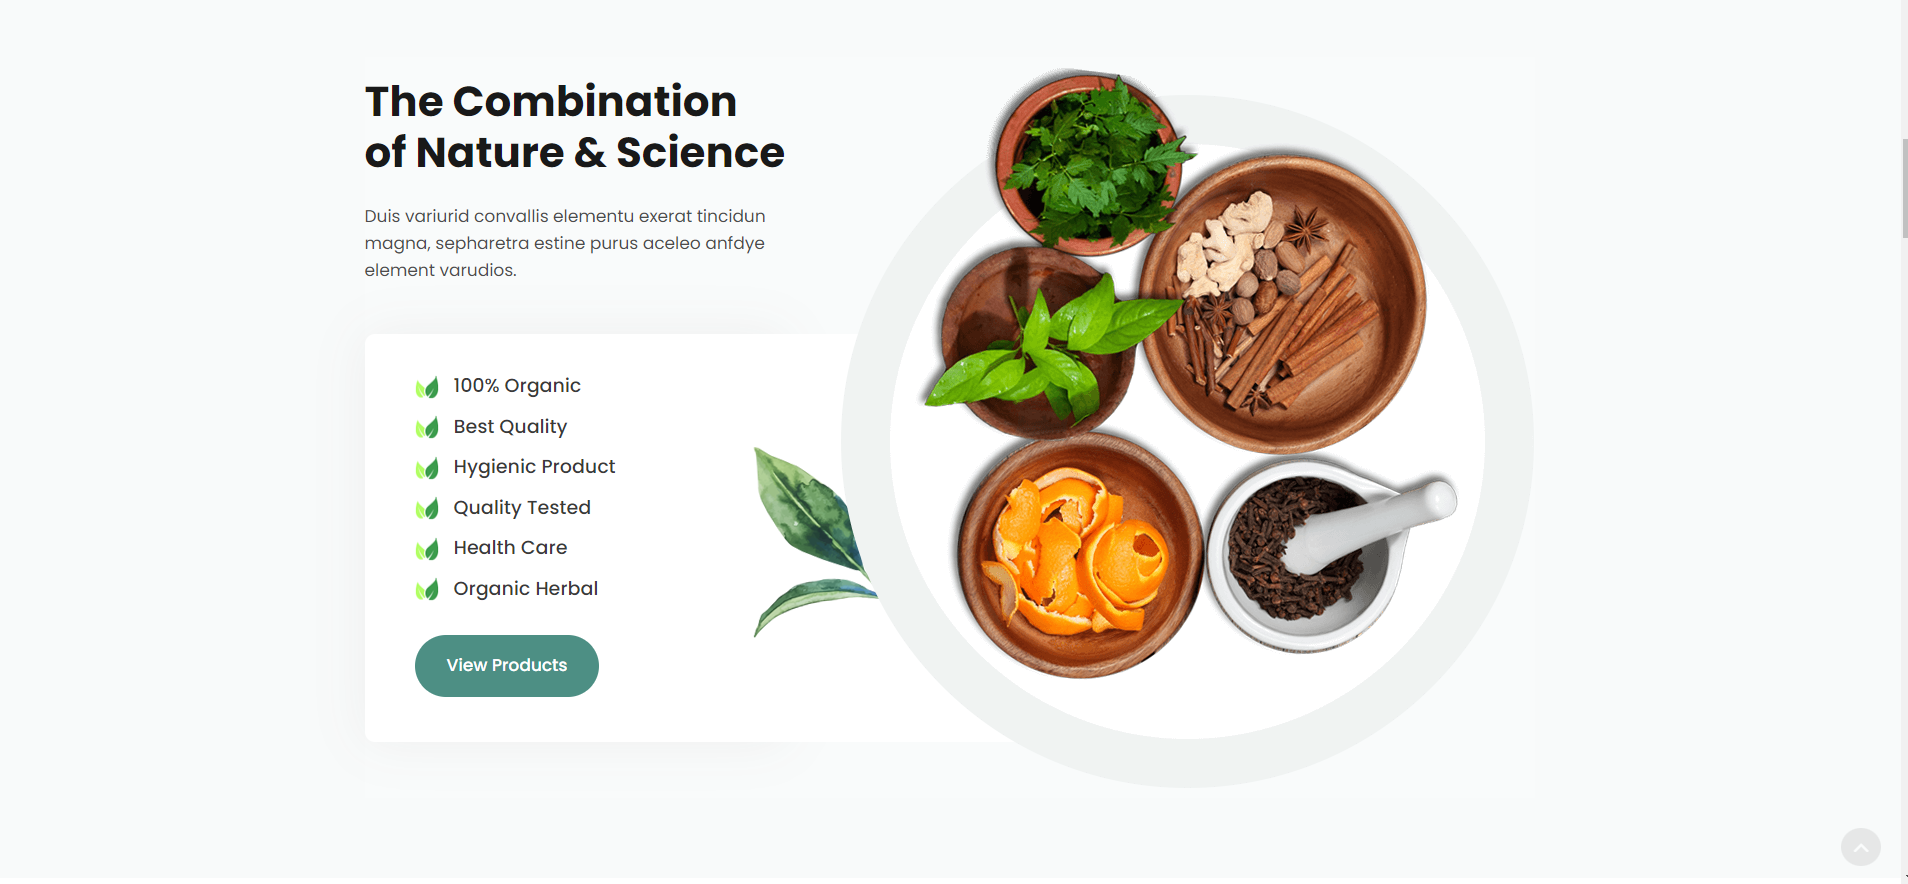 The Combination
of Nature & Science
Duis variurid convallis elementu exerat tincidun
magna, sepharetra estine purus aceleo anfdye
element varudios.
100% Organic
Best Quality
Hygienic Product
Quality Tested
Health Care
Organic Herbal
View Products